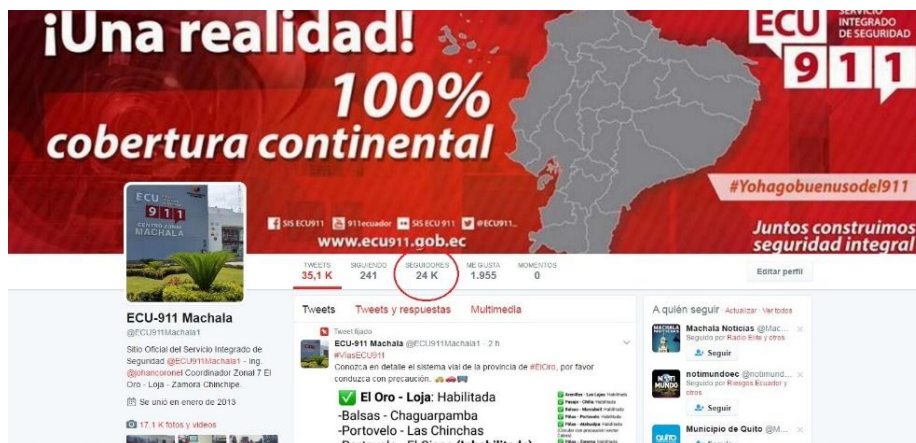 ¡Una realidad!
100%
cobertura continental
ECU
911
SERVICIO
INTEGRADO
DE SEGURIDAD
#Yohagobuenusodel911
Juntos construimos
seguridad integral
SIS ECU911 911ecuador SIS ECU 911 @ECU911_
www.ecu911.gob.ec
ECU
911
CENTRO ZONAL
MACHALA
TWEETS SIGUIENDO SEGUIDORES ME GUSTA MOMENTOS
35,1 K 241 24 K 1.955 0
Editar perfil
ECU-911 Machala
@ECU911Machala1
Sitio Oficial del Servicio Integrado de
Seguridad @ECU911Machala1 - Ing.
@johancoronel Coordinador Zonal 7 El
Oro - Loja - Zamora Chinchipe.
Se unió en enero de 2013
17,1 K fotos y videos
Tweets Tweets y respuestas Multimedia
Tweet fijado
ECU-911 Machala @ECU911Machala1 · 2 h
#VíasECU911
Conozca en detalle el sistema vial de la provincia de #ElOro, por favor
conduzca con precaución.
El Oro - Loja: Habilitada
-Balsas - Chaguarpamba
-Portovelo - Las Chinchas
A quién seguir · Actualizar · Ver todos
Machala Noticias @Mac...
Seguido por Radio Elite y otros
Seguir
notimundoec @notimund...
Seguido por Riesgos Ecuador y
otros
Seguir
Municipio de Quito @M...
Seguir